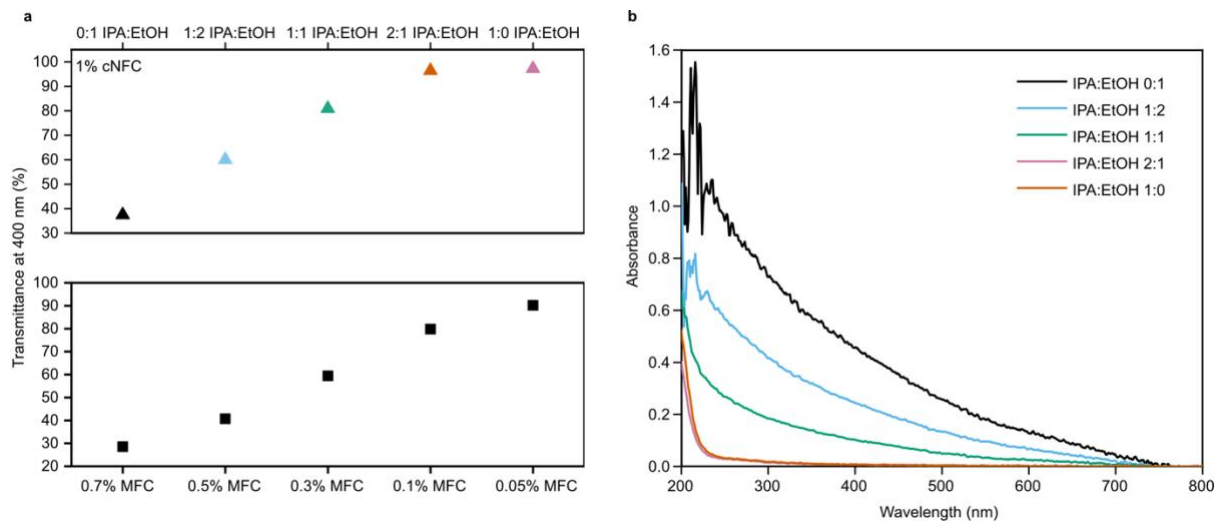 a
0:1 IPA:EtOH 1:2 IPA:EtOH 1:1 IPA:EtOH 2:1 IPA:EtOH 1:0 IPA:EtOH
1% cNFC
100
90
80
70
60
50
40
30
100
90
80
70
60
50
40
30
20
Transmittance at 400 nm (%)
0.7% MFC 0.5% MFC 0.3% MFC 0.1% MFC 0.05% MFC
b
1.6
1.4
1.2
1.0
0.8
0.6
0.4
0.2
0.0
Absorbance
IPA:EtOH 0:1
IPA:EtOH 1:2
IPA:EtOH 1:1
IPA:EtOH 2:1
IPA:EtOH 1:0
200 300 400 500 600 700 800
Wavelength (nm)